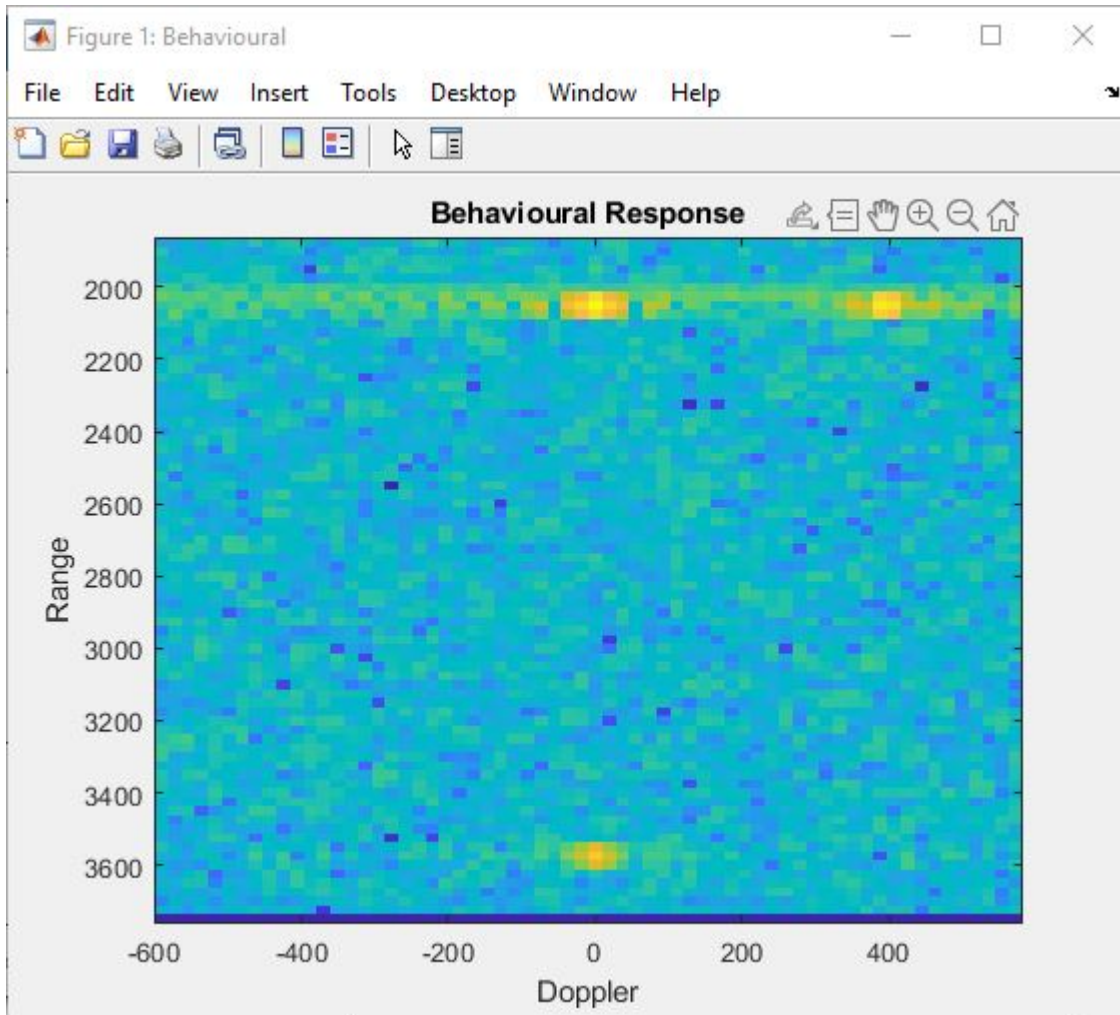 Figure 1: Behavioural
File Edit View Insert Tools Desktop Window Help
Behavioural Response
2000
2200
2400
2600
2800
3000
3200
3400
3600
Range
-600 -400 -200 0 200 400
Doppler